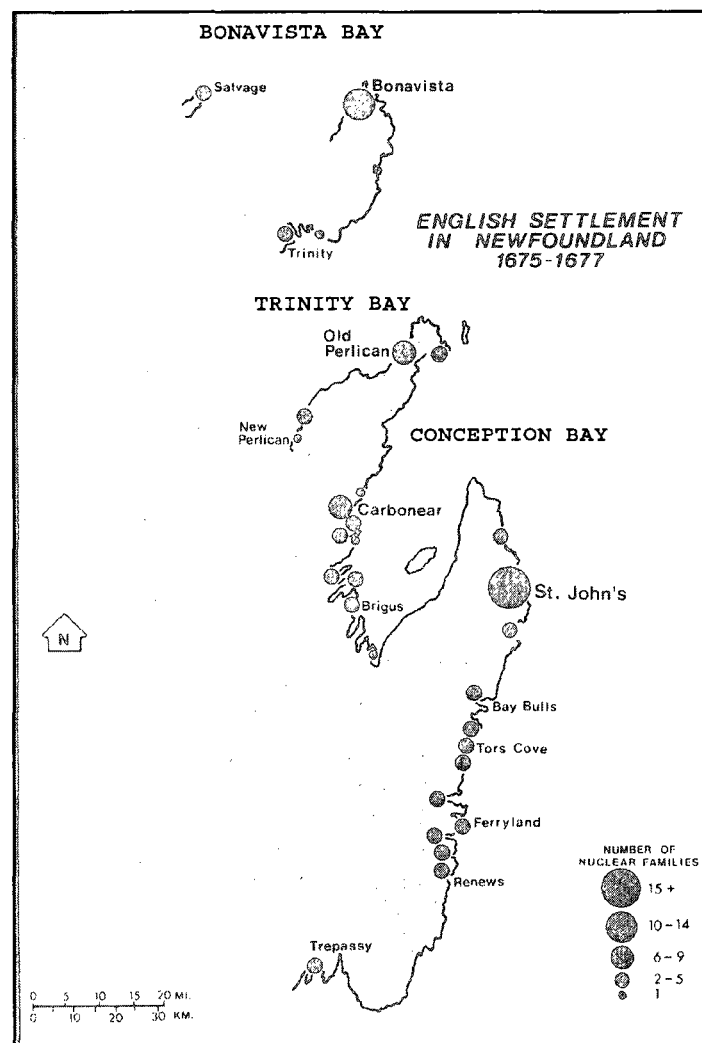 BONAVISTA BAY
Salvage
Bonavista
ENGLISH SETTLEMENT
IN NEWFOUNDLAND
1675-1677
Trinity
TRINITY BAY
Old
Perlican
New
Perlican
CONCEPTION BAY
Carbonear
St. John's
Brigus
N
Bay Bulls
Tors Cove
Ferryland
Renews
NUMBER OF
NUCLEAR FAMILIES
15 +
10-14
6-9
2-5
1
Trepassy
0 5 10 15 20 MI.
0 10 20 30 KM.